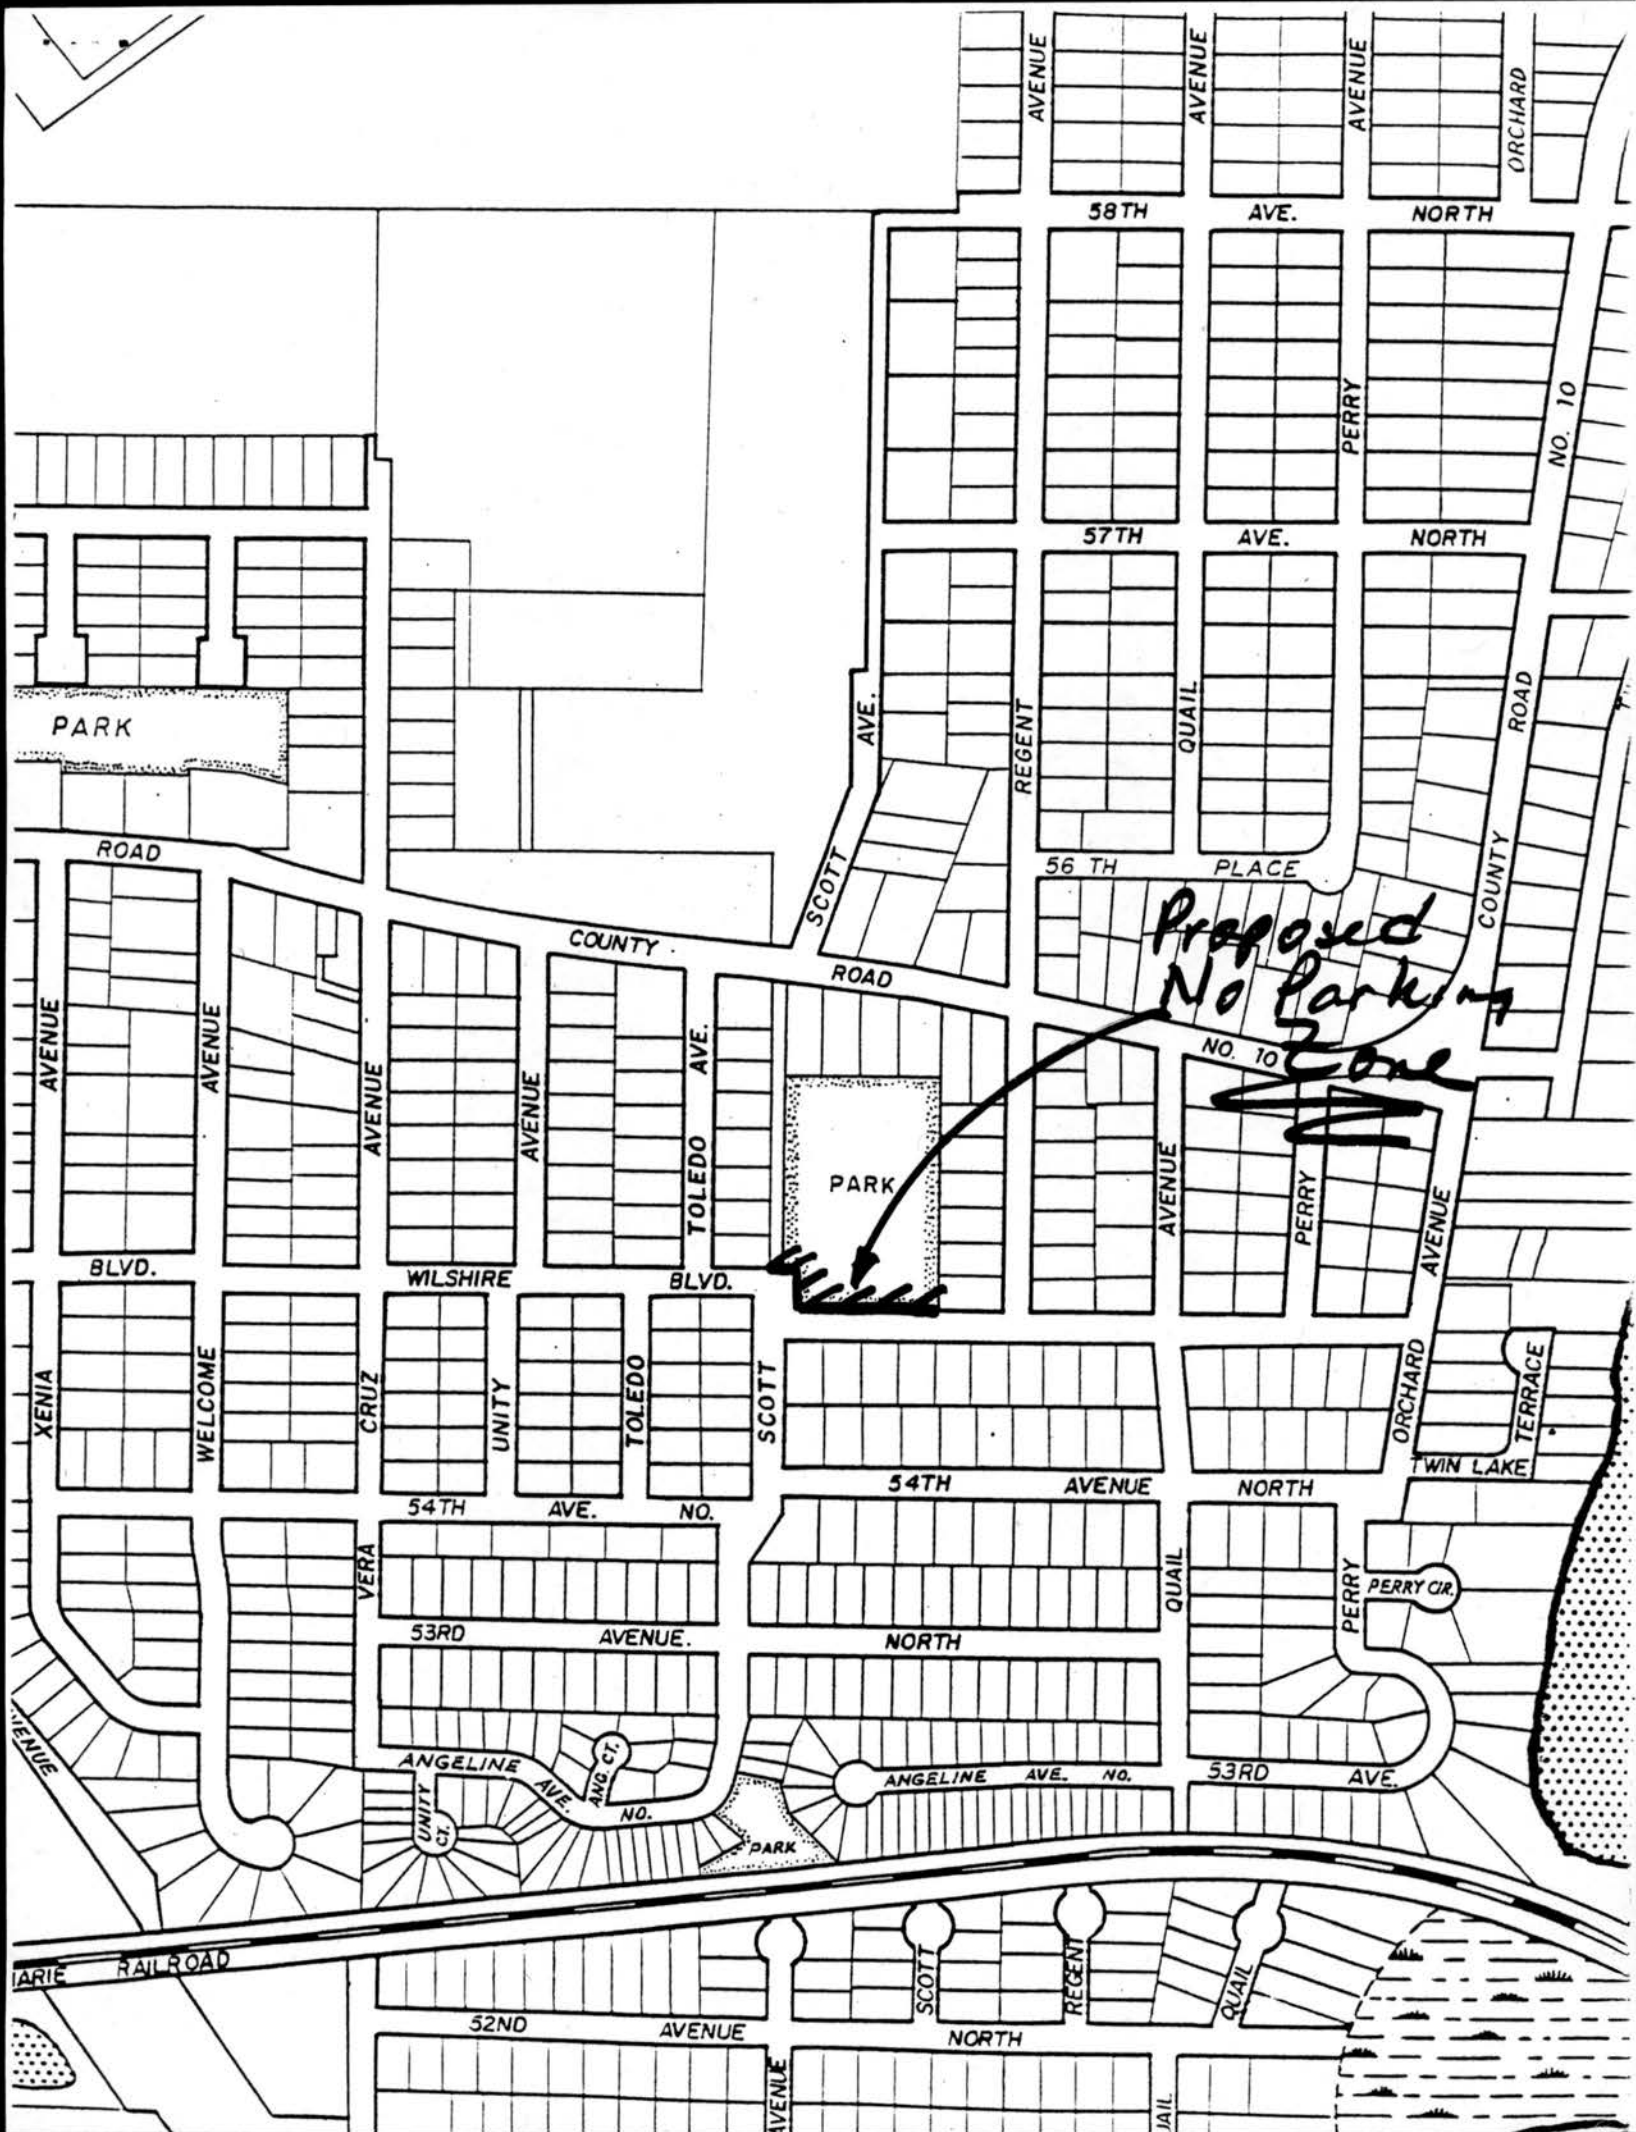 AVENUE
AVENUE
AVENUE
ORCHARD
58TH AVE. NORTH
PERRY
NO. 10
57TH AVE. NORTH
PARK
AVE.
REGENT
QUAIL
ROAD
ROAD
SCOTT
56 TH PLACE
COUNTY
Proposed
No Parking
Zone
COUNTY
ROAD
NO. 10
AVENUE
AVENUE
AVENUE
AVENUE
TOLEDO AVE.
PARK
AVENUE
PERRY
AVENUE
BLVD.
WILSHIRE BLVD.
XENIA
WELCOME
CRUZ
UNITY
TOLEDO
SCOTT
ORCHARD
TERRACE
TWIN LAKE
54TH AVENUE NORTH
54TH AVE. NO.
VERA
QUAIL
PERRY
PERRY CIR.
53RD AVENUE. NORTH
VENUE
ANGELINE AVE. NO.
ANG. CT.
UNITY CT.
ANGELINE AVE. NO.
53RD AVE.
PARK
ARIE RAILROAD
SCOTT
REGENT
QUAIL
52ND AVENUE NORTH
AVENUE
UAIL